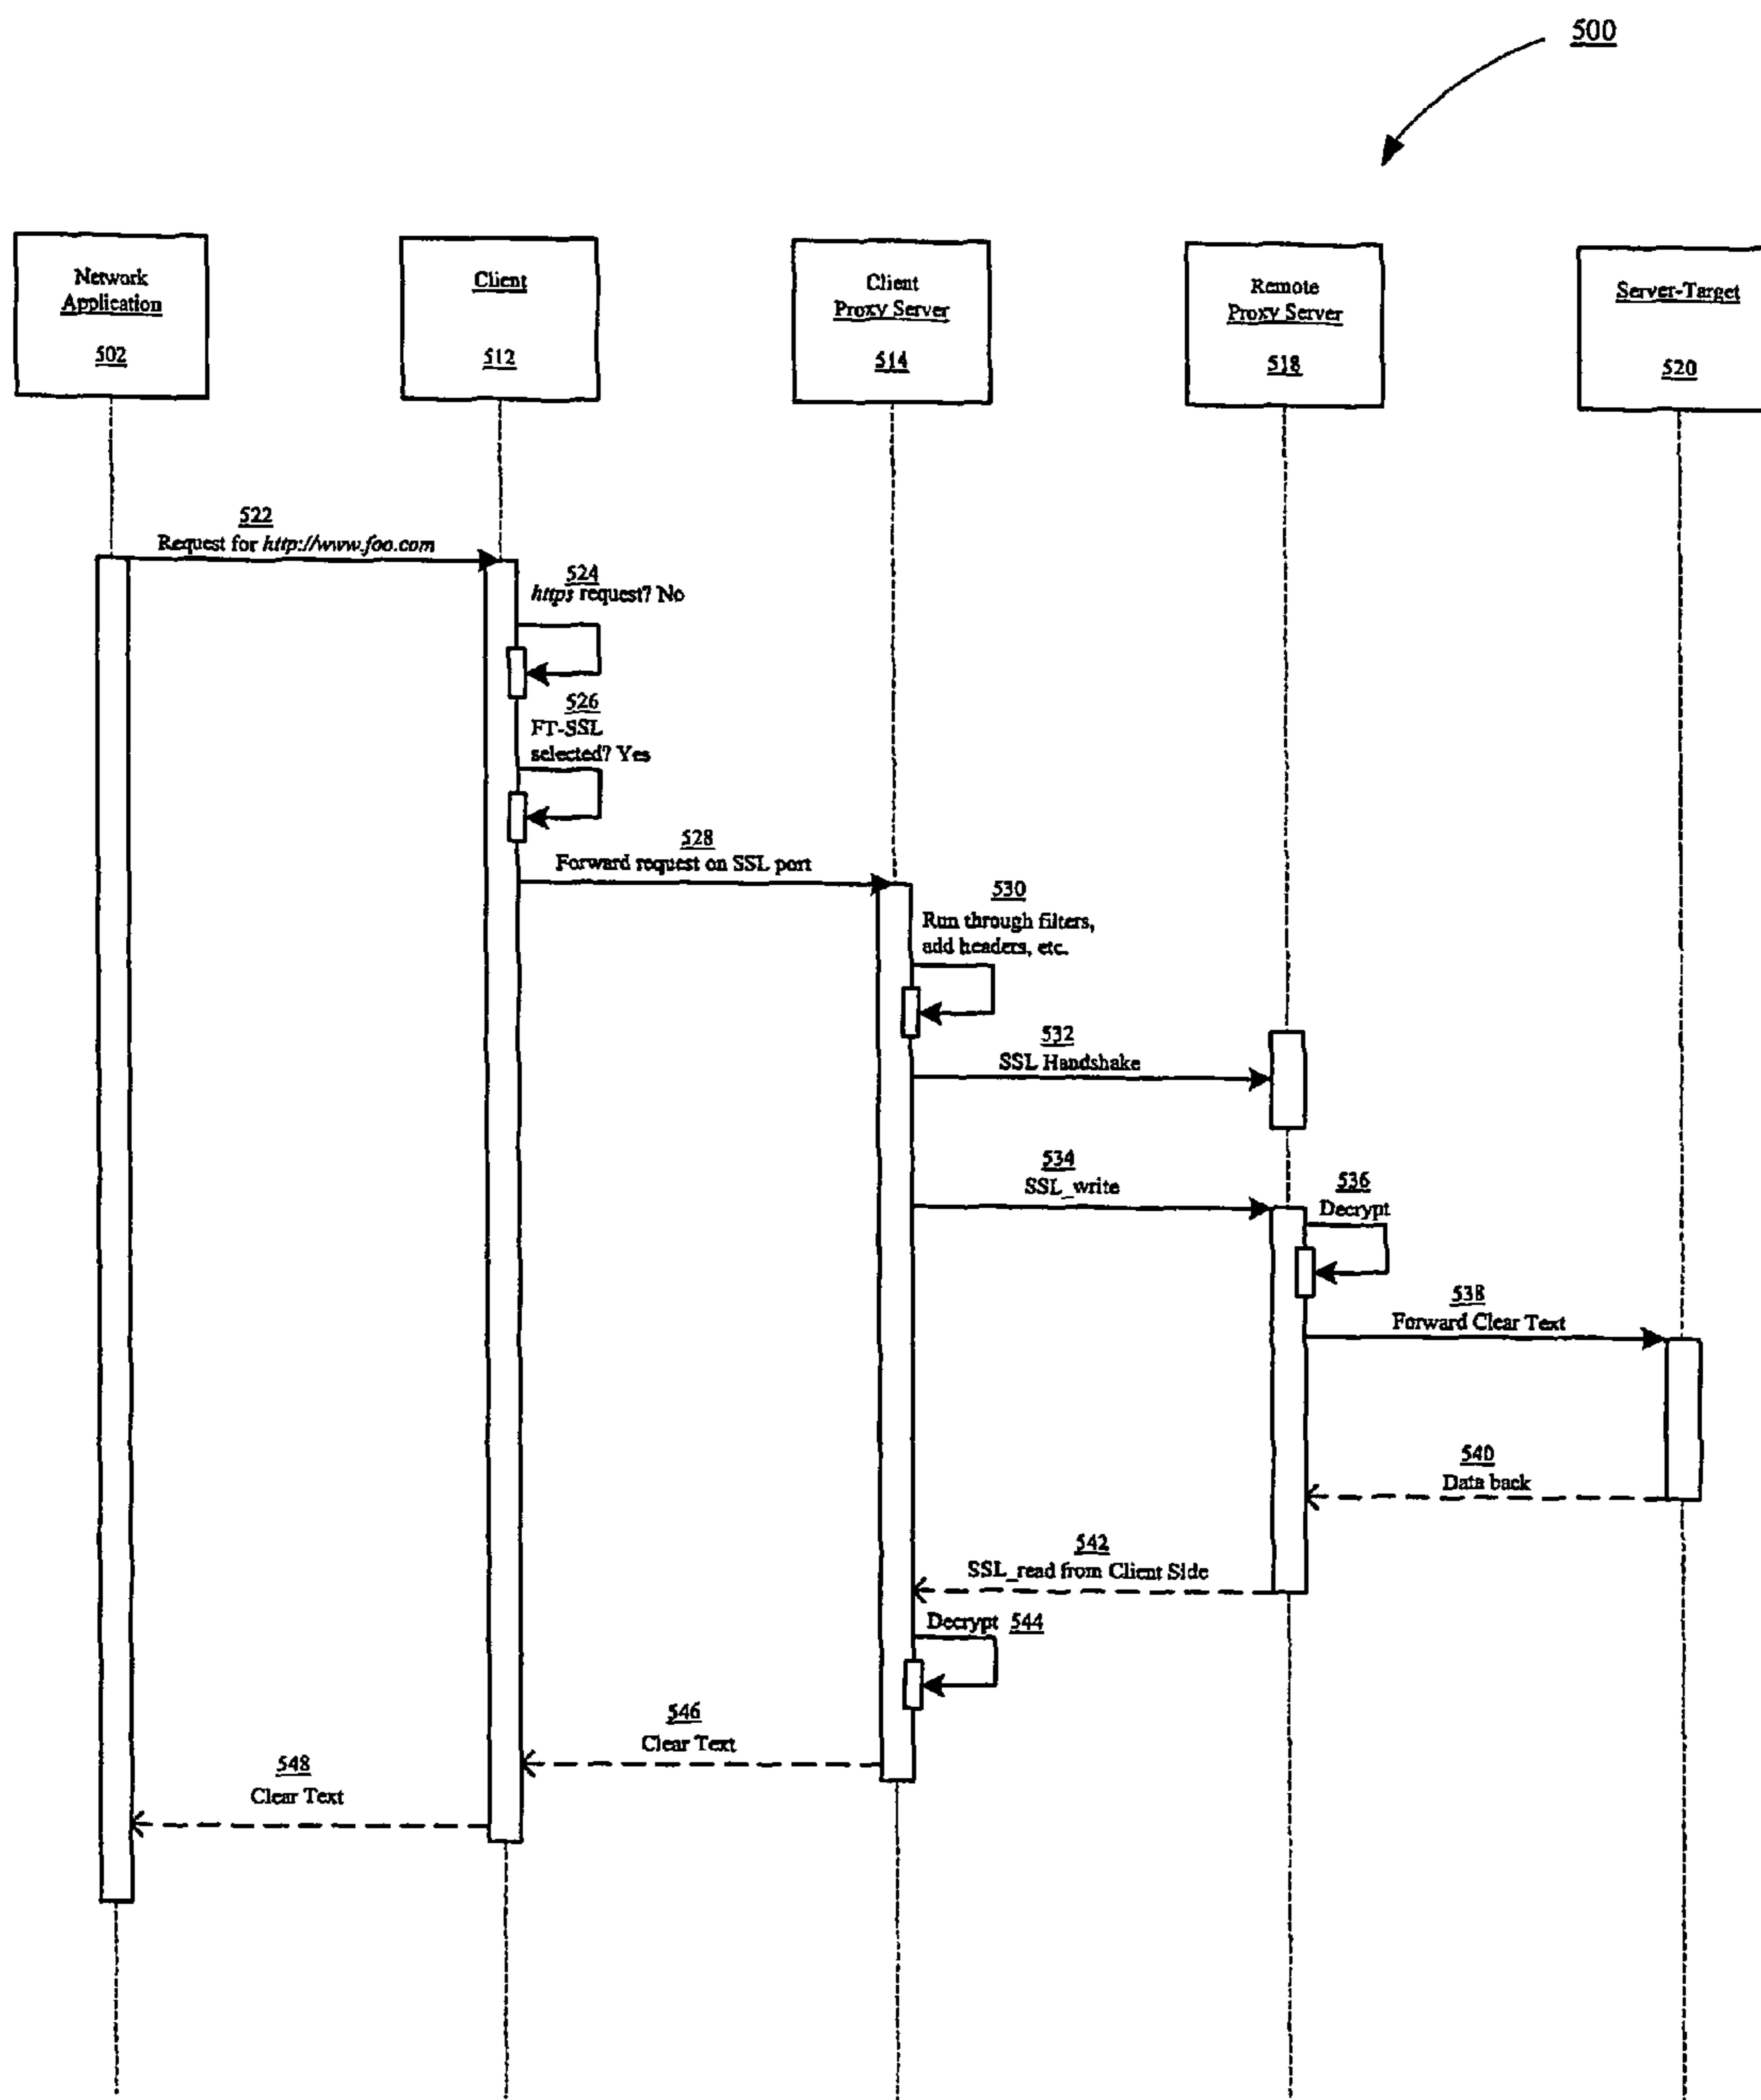 500
Network
Application
502
Client
512
Client
Proxy Server
514
Remote
Proxy Server
518
Server-Target
520
522
Request for http://www.foo.com
524
https request? No
526
FT-SSL
selected? Yes
528
Forward request on SSL port
530
Run through filters,
add headers, etc.
532
SSL Handshake
534
SSL_write
536
Decrypt
538
Forward Clear Text
540
Data back
542
SSL_read from Client Side
Decrypt 544
546
Clear Text
548
Clear Text